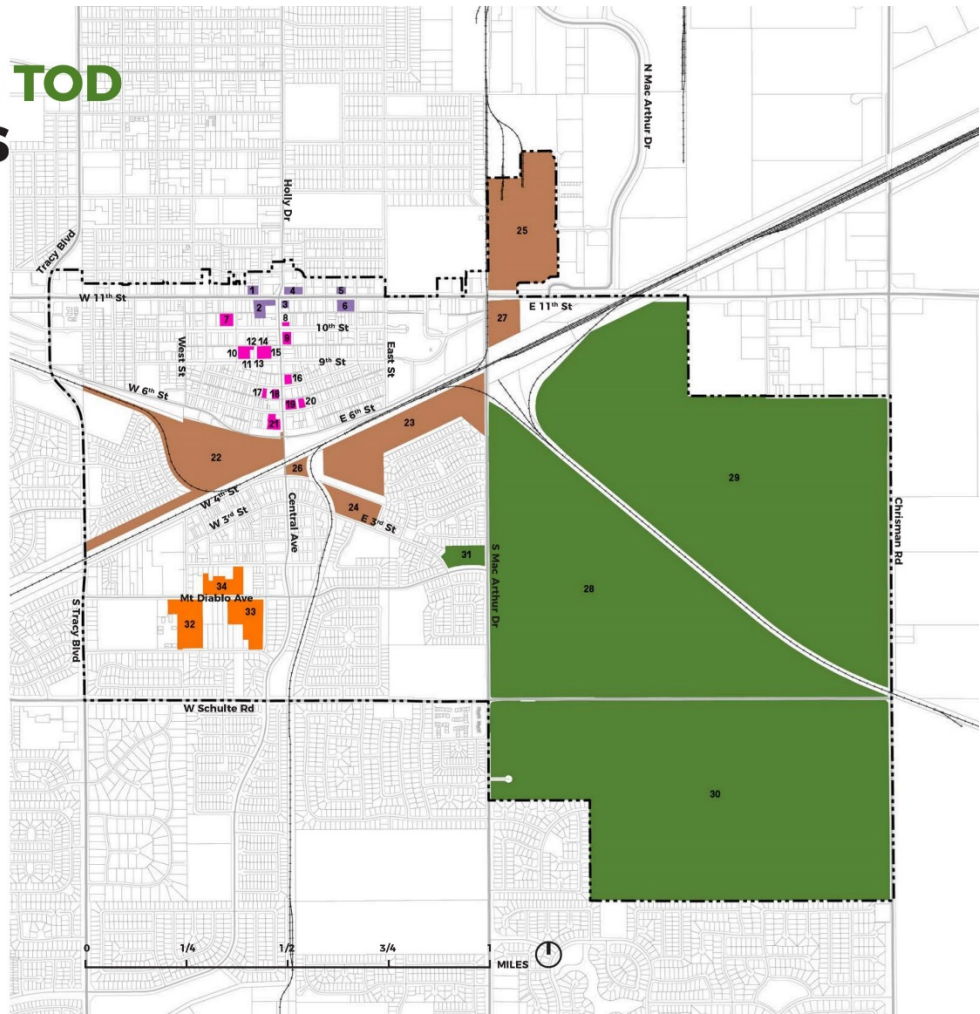 TOD
S
N Mac Arthur Dr
Holly Dr
Tracy Blvd
25
W 11th St
1
4
5
E 11th St
2
3
6
27
7
8
10th St
9
West St
12
14
10
15
9th St
East St
11
13
16
W 6th St
17
18
19
20
E 6th St
21
23
22
26
29
W 4th St
W 3rd St
Central Ave
24
E 3rd St
Chrisman Rd
31
S Mac Arthur Dr
28
34
Mt Diablo Ave
32
33
S Tracy Blvd
W Schulte Rd
30
0
1/4
1/2
3/4
1
MILES